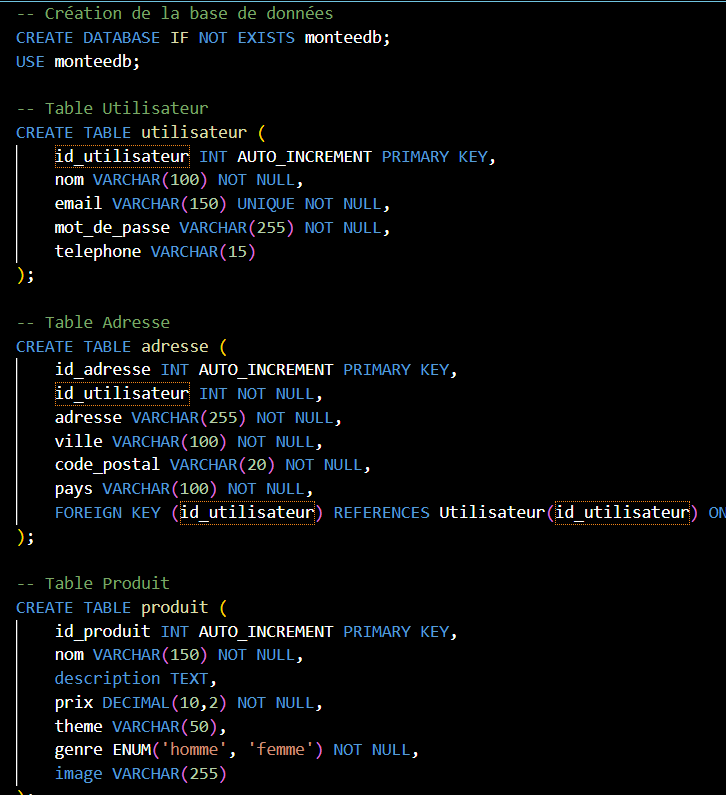 -- Création de la base de données
CREATE DATABASE IF NOT EXISTS monteedb;
USE monteedb;
-- Table Utilisateur
CREATE TABLE utilisateur (
id_utilisateur INT AUTO_INCREMENT PRIMARY KEY,
nom VARCHAR(100) NOT NULL,
email VARCHAR(150) UNIQUE NOT NULL,
mot_de_passe VARCHAR(255) NOT NULL,
telephone VARCHAR(15)
);
-- Table Adresse
CREATE TABLE adresse (
id_adresse INT AUTO_INCREMENT PRIMARY KEY,
id_utilisateur INT NOT NULL,
adresse VARCHAR(255) NOT NULL,
ville VARCHAR(100) NOT NULL,
code_postal VARCHAR(20) NOT NULL,
pays VARCHAR(100) NOT NULL,
FOREIGN KEY (id_utilisateur) REFERENCES Utilisateur(id_utilisateur) ON
);
-- Table Produit
CREATE TABLE produit (
id_produit INT AUTO_INCREMENT PRIMARY KEY,
nom VARCHAR(150) NOT NULL,
description TEXT,
prix DECIMAL(10,2) NOT NULL,
theme VARCHAR(50),
genre ENUM('homme', 'femme') NOT NULL,
image VARCHAR(255)